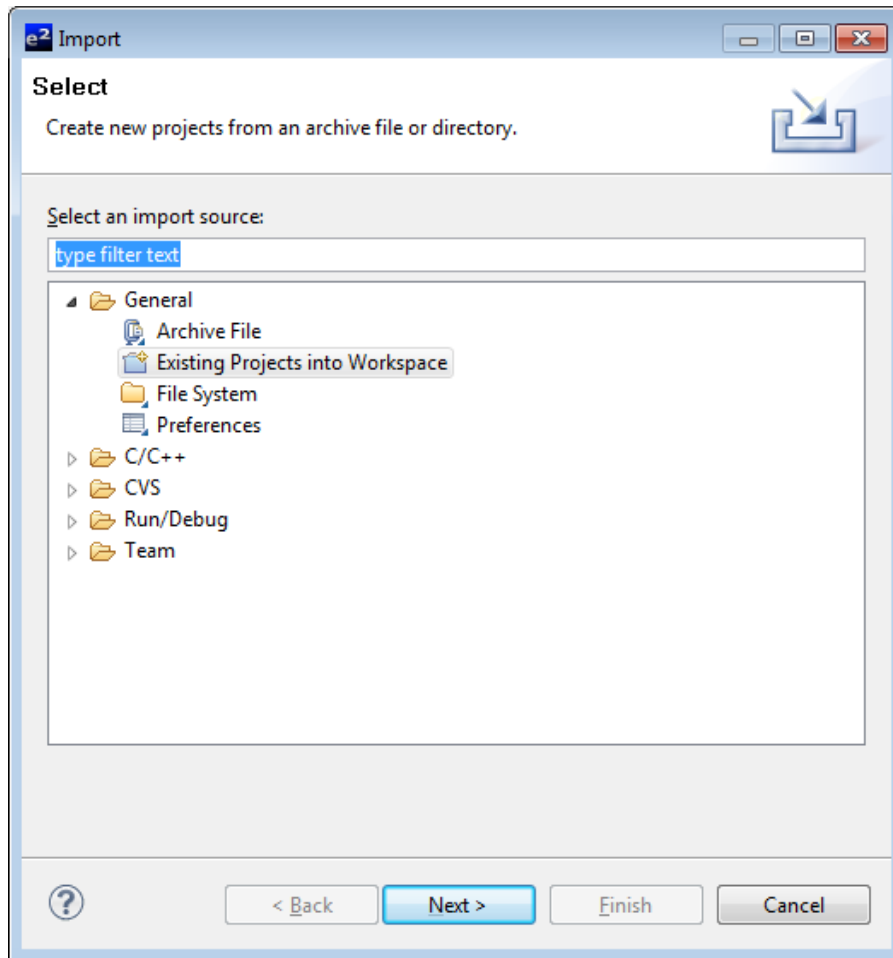 e² Import
Select
Create new projects from an archive file or directory.
Select an import source:
type filter text
General
Archive File
Existing Projects into Workspace
File System
Preferences
C/C++
CVS
Run/Debug
Team
? < Back Next > Finish Cancel